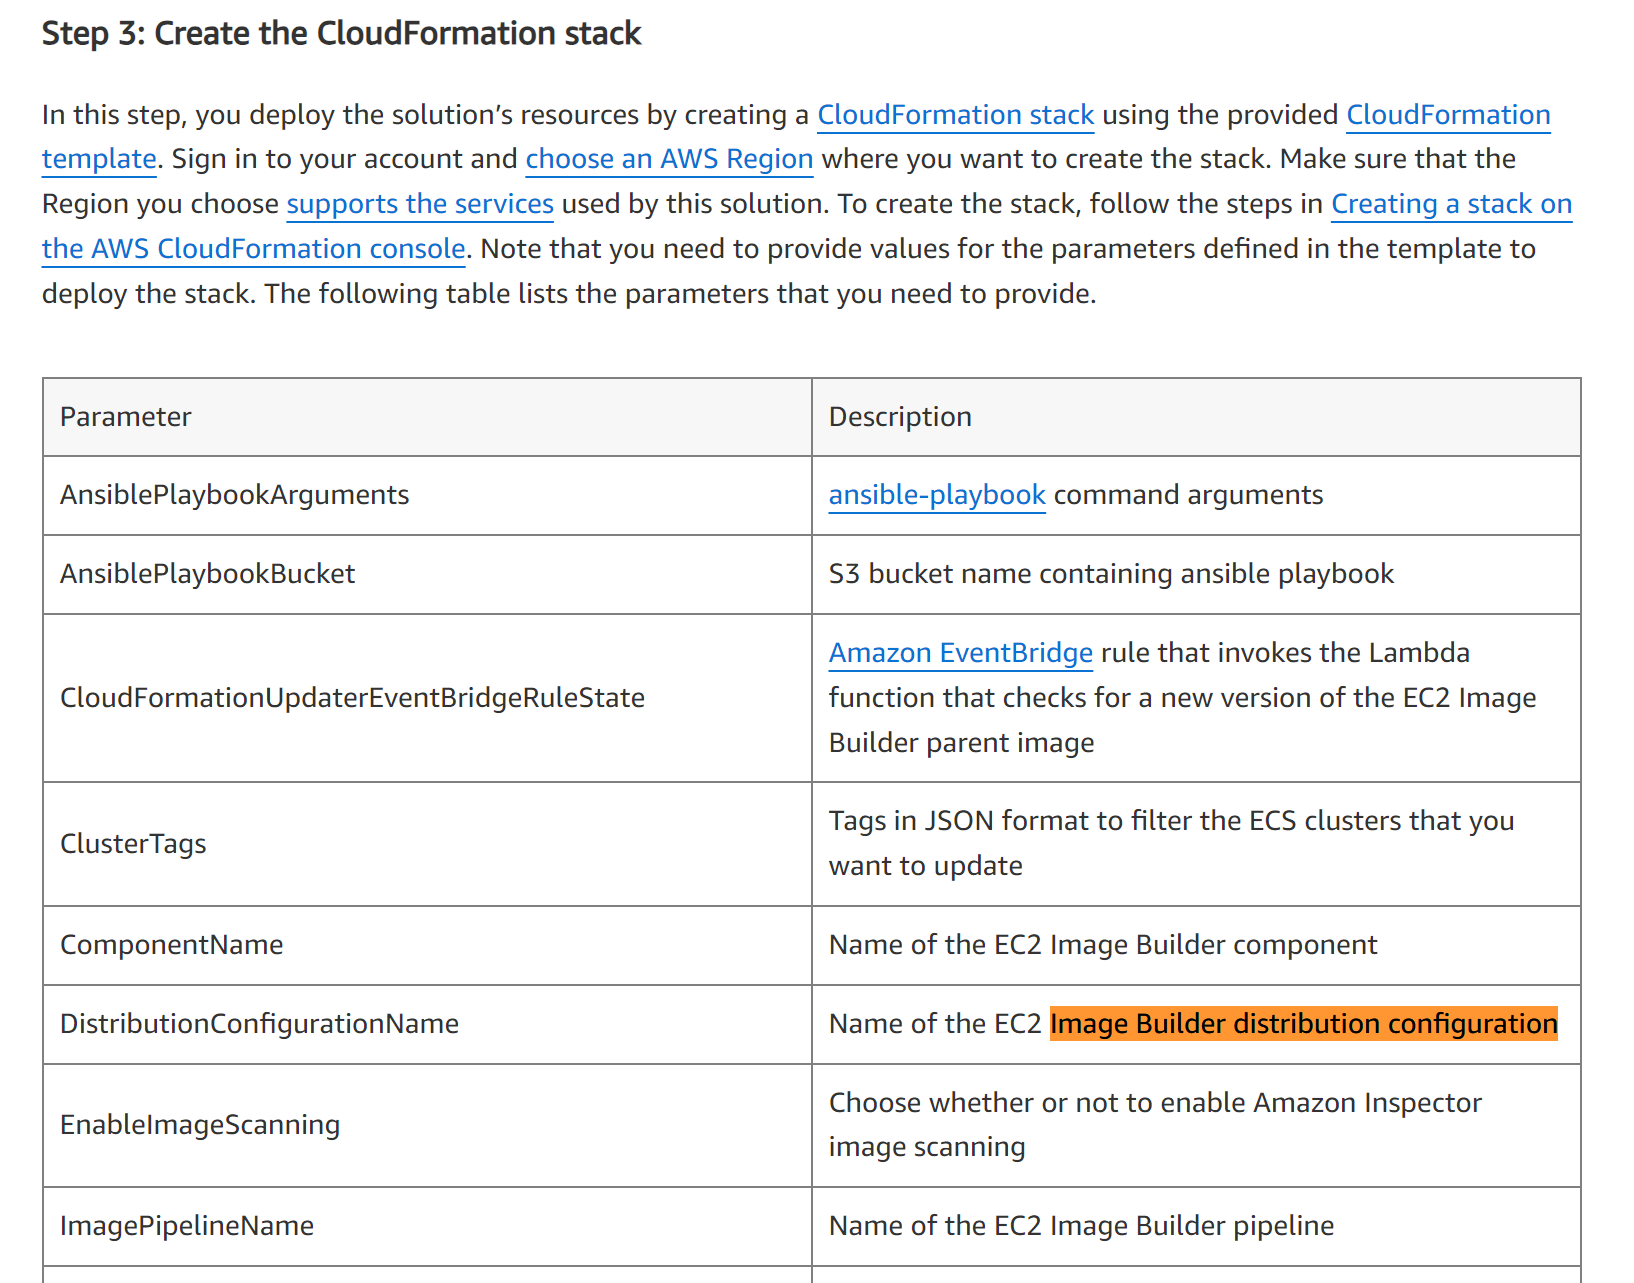 Step 3: Create the CloudFormation stack
In this step, you deploy the solution’s resources by creating a CloudFormation stack using the provided CloudFormation
template. Sign in to your account and choose an AWS Region where you want to create the stack. Make sure that the
Region you choose supports the services used by this solution. To create the stack, follow the steps in Creating a stack on
the AWS CloudFormation console. Note that you need to provide values for the parameters defined in the template to
deploy the stack. The following table lists the parameters that you need to provide.
Parameter
Description
AnsiblePlaybookArguments
ansible-playbook command arguments
AnsiblePlaybookBucket
S3 bucket name containing ansible playbook
CloudFormationUpdaterEventBridgeRuleState
Amazon EventBridge rule that invokes the Lambda
function that checks for a new version of the EC2 Image
Builder parent image
ClusterTags
Tags in JSON format to filter the ECS clusters that you
want to update
ComponentName
Name of the EC2 Image Builder component
DistributionConfigurationName
Name of the EC2 Image Builder distribution configuration
EnableImageScanning
Choose whether or not to enable Amazon Inspector
image scanning
ImagePipelineName
Name of the EC2 Image Builder pipeline